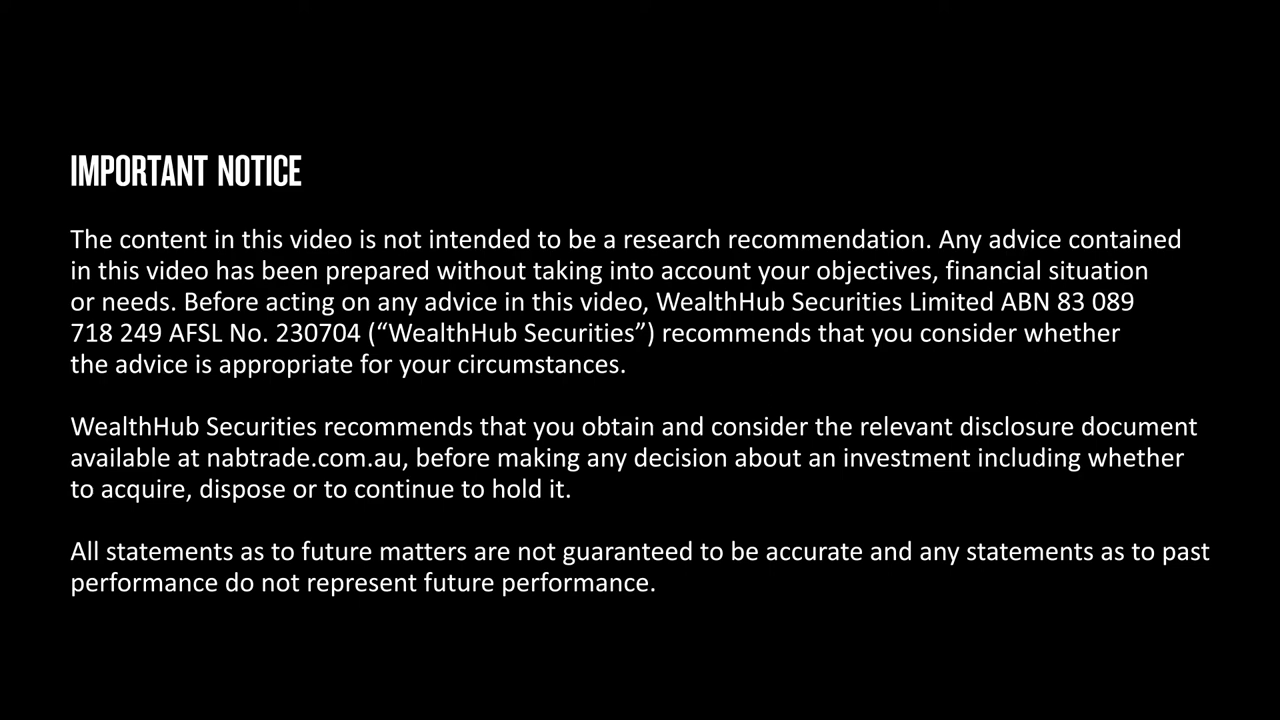 IMPORTANT NOTICE
The content in this video is not intended to be a research recommendation. Any advice contained
in this video has been prepared without taking into account your objectives, financial situation
or needs. Before acting on any advice in this video, WealthHub Securities Limited ABN 83 089
718 249 AFSL No. 230704 (“WealthHub Securities”) recommends that you consider whether
the advice is appropriate for your circumstances.
WealthHub Securities recommends that you obtain and consider the relevant disclosure document
available at nabtrade.com.au, before making any decision about an investment including whether
to acquire, dispose or to continue to hold it.
All statements as to future matters are not guaranteed to be accurate and any statements as to past
performance do not represent future performance.